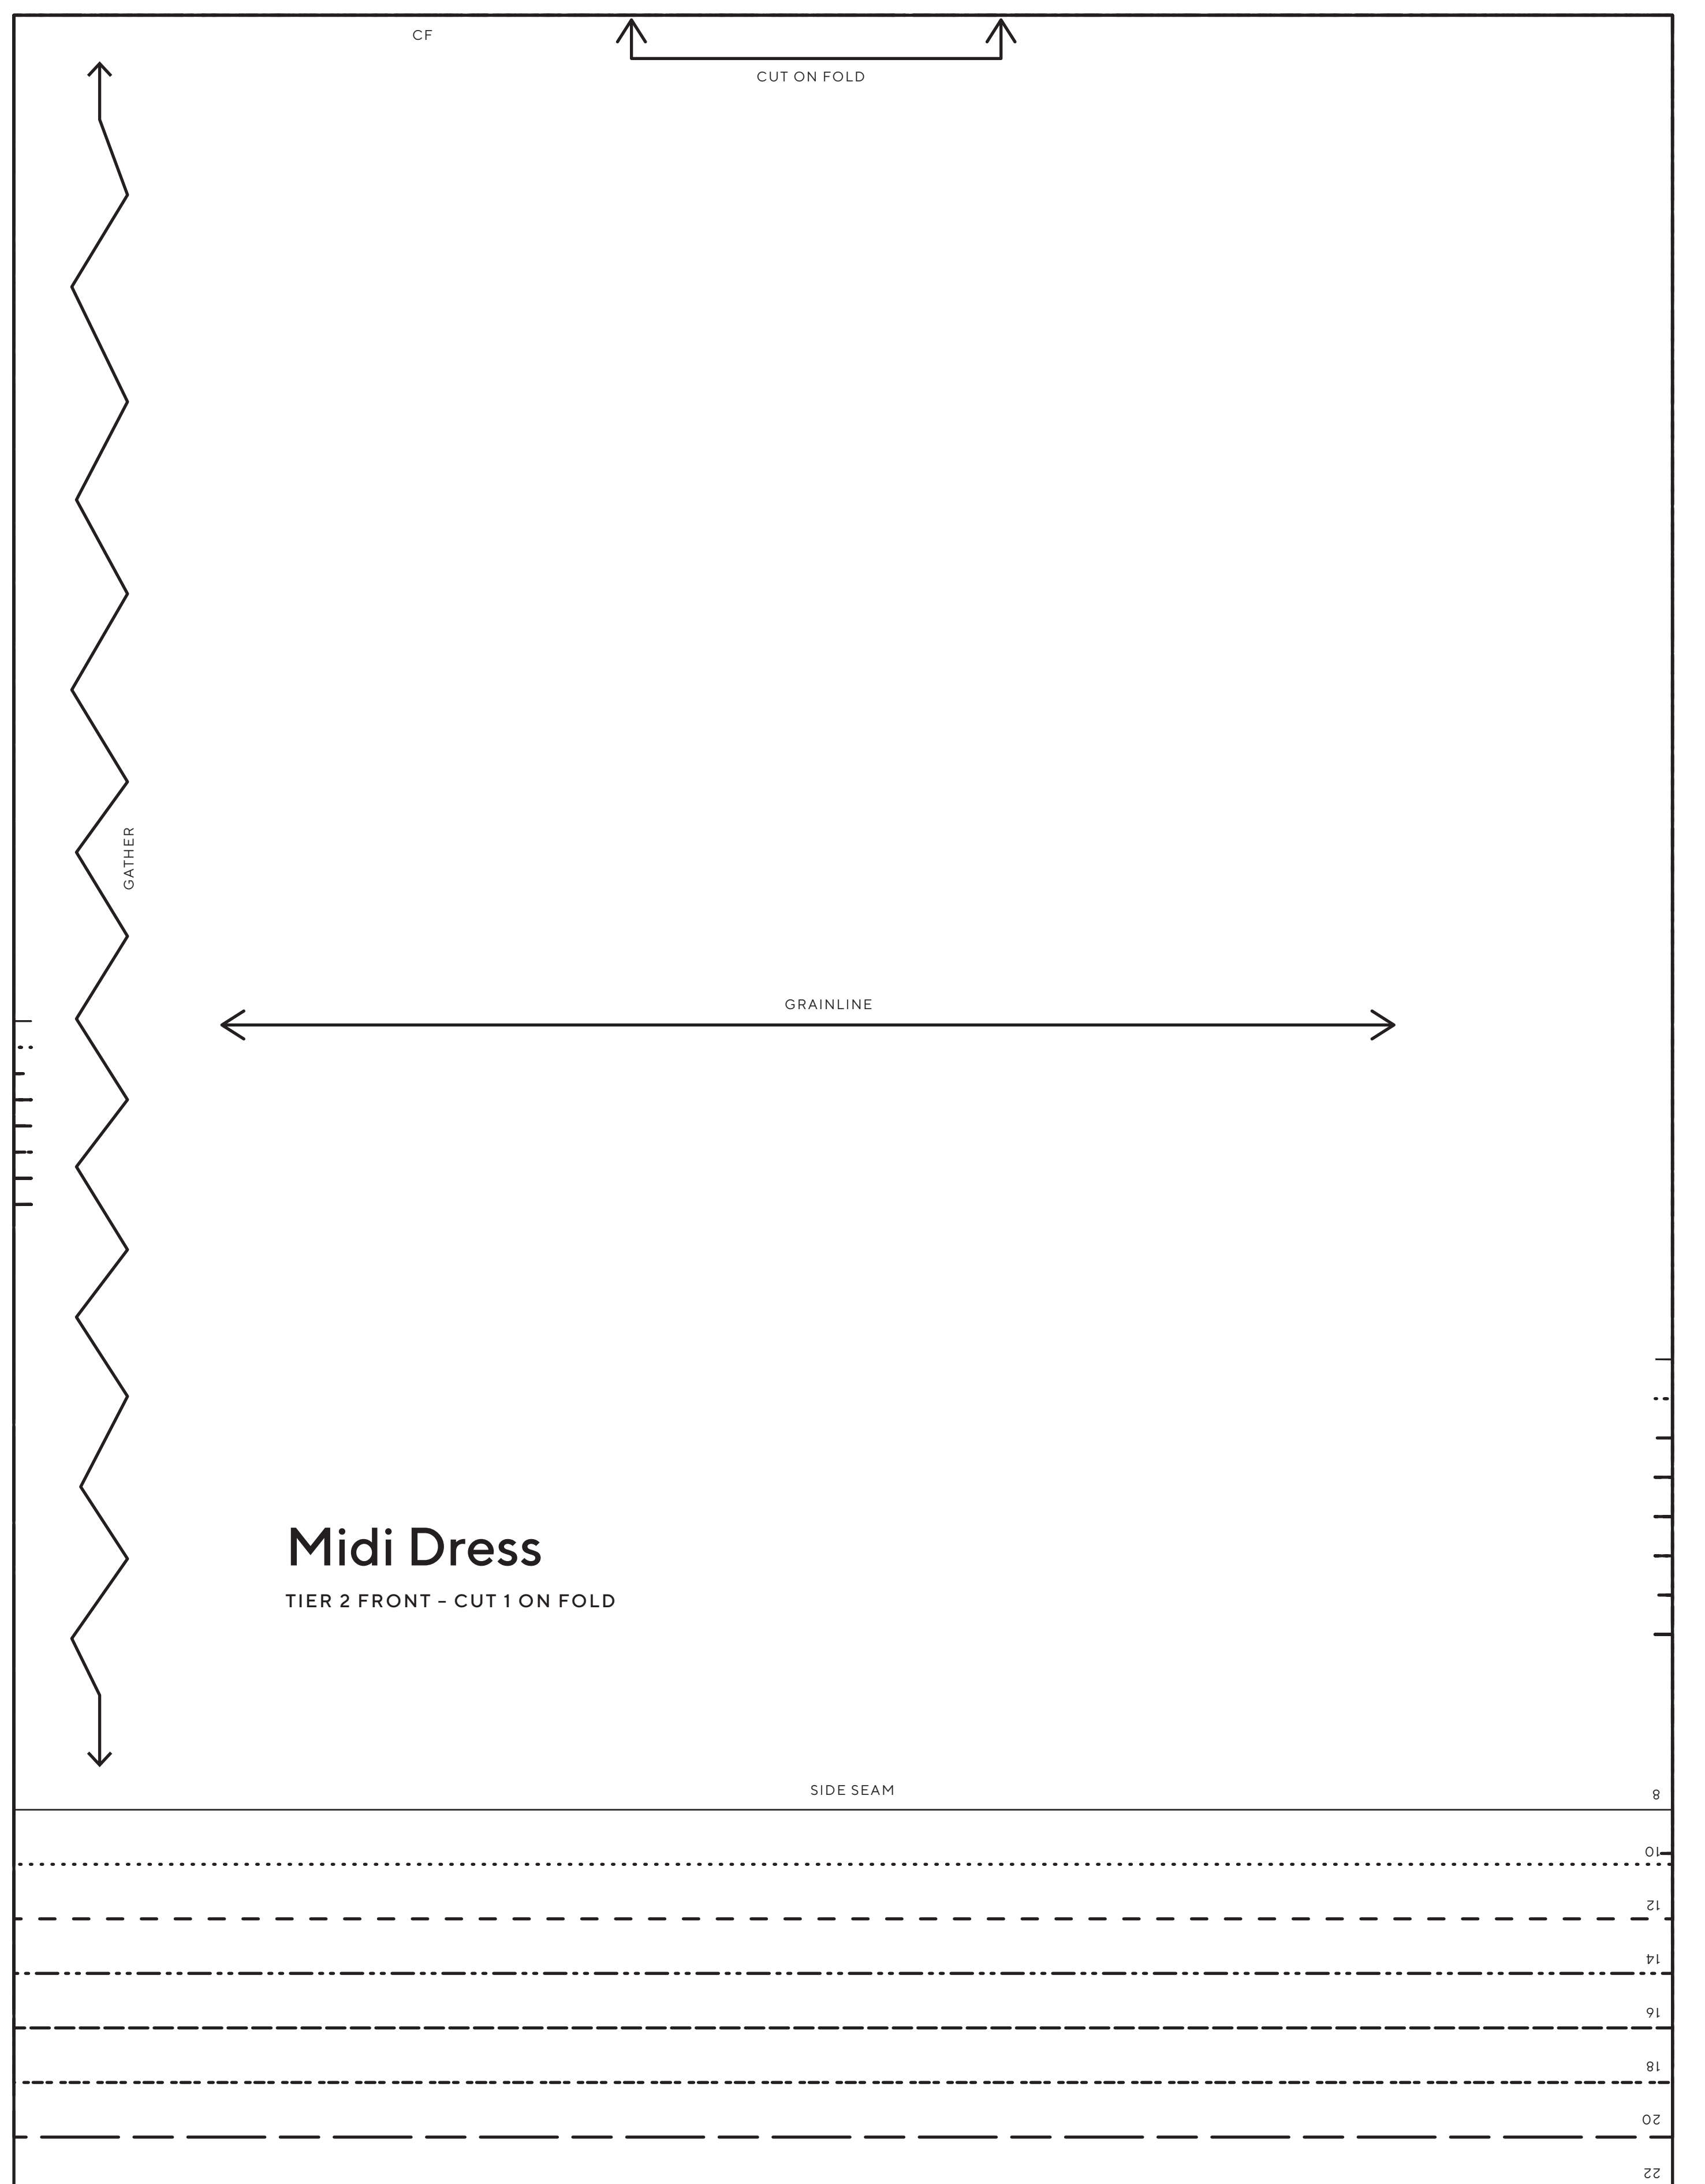 CF
CUT ON FOLD
GATHER
GRAINLINE
Midi Dress
TIER 2 FRONT – CUT 1 ON FOLD
SIDE SEAM
8
10
12
14
16
18
20
22